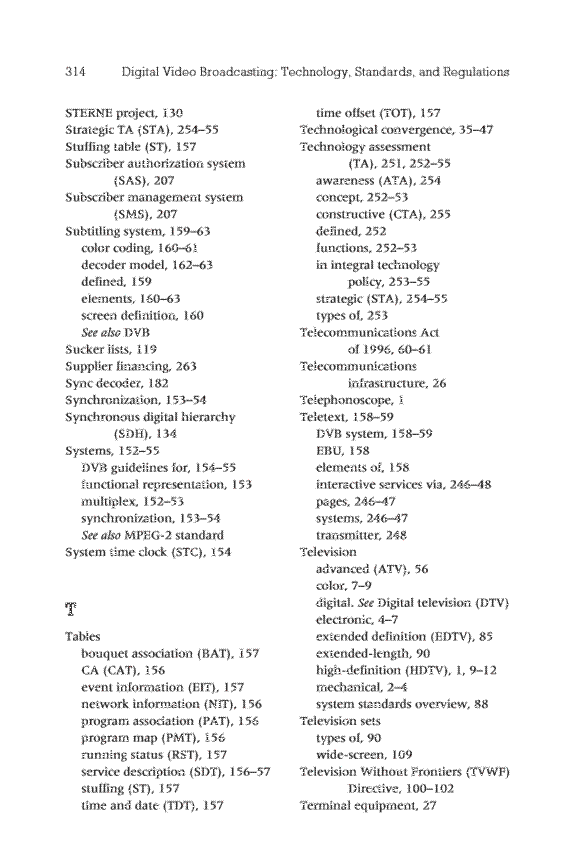 314 Digital Video Broadcasting: Technology, Standards, and Regulations
STERNE project, 130
Strategic TA (STA), 254–55
Stuffing table (ST), 157
Subscriber authorization system
(SAS), 207
Subscriber management system
(SMS), 207
Subtitling system, 159–63
color coding, 160–61
decoder model, 162–63
defined, 159
elements, 160–63
screen definition, 160
See also DVB
Sucker lists, 119
Supplier financing, 263
Sync decoder, 182
Synchronization, 153–54
Synchronous digital hierarchy
(SDH), 134
Systems, 152–55
DVB guidelines for, 154–55
functional representation, 153
multiplex, 152–53
synchronization, 153–54
See also MPEG-2 standard
System time clock (STC), 154
T
Tables
bouquet association (BAT), 157
CA (CAT), 156
event information (EIT), 157
network information (NIT), 156
program association (PAT), 156
program map (PMT), 156
running status (RST), 157
service description (SDT), 156–57
stuffing (ST), 157
time and date (TDT), 157
time offset (TOT), 157
Technological convergence, 35–47
Technology assessment
(TA), 251, 252–55
awareness (ATA), 254
concept, 252–53
constructive (CTA), 255
defined, 252
functions, 252–53
in integral technology
policy, 253–55
strategic (STA), 254–55
types of, 253
Telecommunications Act
of 1996, 60–61
Telecommunications
infrastructure, 26
Telephonoscope, 1
Teletext, 158–59
DVB system, 158–59
EBU, 158
elements of, 158
interactive services via, 246–48
pages, 246–47
systems, 246–47
transmitter, 248
Television
advanced (ATV), 56
color, 7–9
digital. See Digital television (DTV)
electronic, 4–7
extended definition (EDTV), 85
extended-length, 90
high-definition (HDTV), 1, 9–12
mechanical, 2–4
system standards overview, 88
Television sets
types of, 90
wide-screen, 109
Television Without Frontiers (TVWF)
Directive, 100–102
Terminal equipment, 27